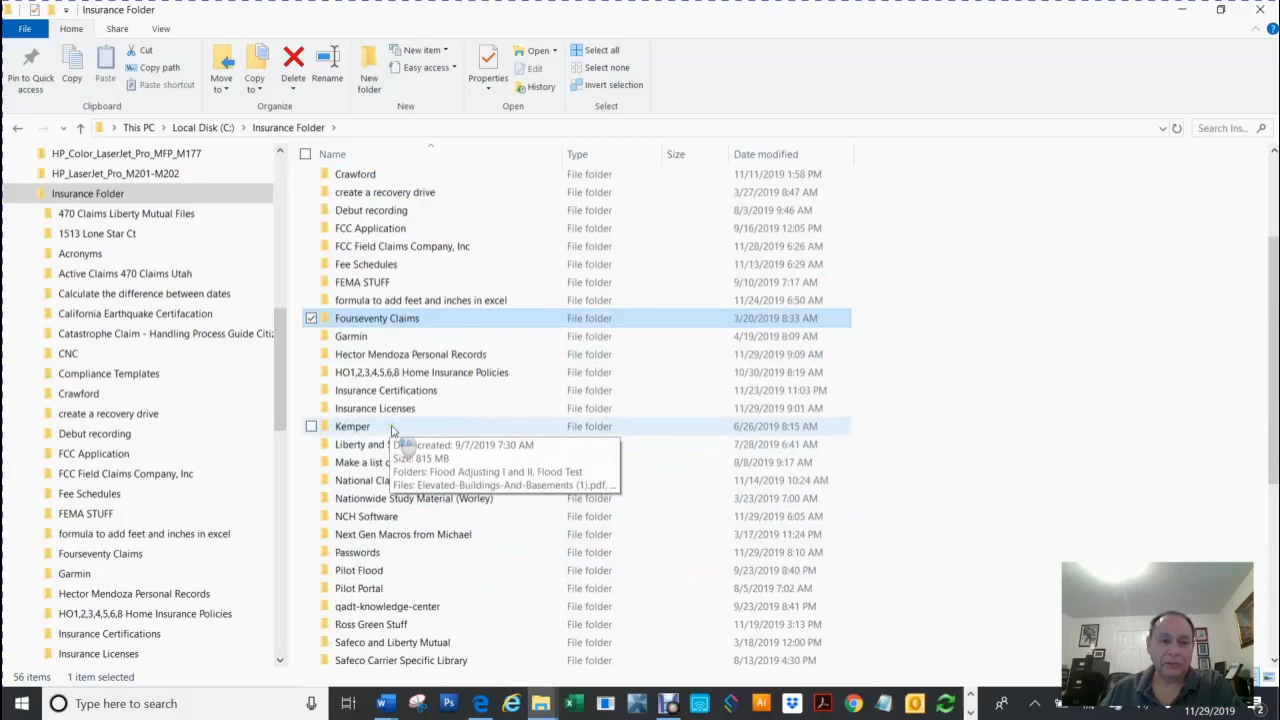 Insurance Folder
File Home Share View
Pin to Quick access
Copy
Paste
Cut
Copy path
Paste shortcut
Clipboard
Move to
Copy to
Delete
Rename
Organize
New folder
New item
Easy access
New
Properties
Open
Edit
History
Open
Select all
Select none
Invert selection
Select
This PC > Local Disk (C:) > Insurance Folder >
Search Ins...
HP_Color_LaserJet_Pro_MFP_M177
HP_LaserJet_Pro_M201-M202
Insurance Folder
470 Claims Liberty Mutual Files
1513 Lone Star Ct
Acronyms
Active Claims 470 Claims Utah
Calculate the difference between dates
California Earthquake Certifacation
Catastrophe Claim - Handling Process Guide Citiz
CNC
Compliance Templates
Crawford
create a recovery drive
Debut recording
FCC Application
FCC Field Claims Company, Inc
Fee Schedules
FEMA STUFF
formula to add feet and inches in excel
Fourseventy Claims
Garmin
Hector Mendoza Personal Records
HO1,2,3,4,5,6,8 Home Insurance Policies
Insurance Certifications
Insurance Licenses
Name Type Size Date modified
Crawford File folder 11/11/2019 1:58 PM
create a recovery drive File folder 3/27/2019 8:47 AM
Debut recording File folder 8/3/2019 9:46 AM
FCC Application File folder 9/16/2019 12:05 PM
FCC Field Claims Company, Inc File folder 11/28/2019 6:26 AM
Fee Schedules File folder 11/13/2019 6:29 AM
FEMA STUFF File folder 9/10/2019 7:17 AM
formula to add feet and inches in excel File folder 11/24/2019 6:50 AM
Fourseventy Claims File folder 3/20/2019 8:33 AM
Garmin File folder 4/19/2019 8:09 AM
Hector Mendoza Personal Records File folder 11/29/2019 9:09 AM
HO1,2,3,4,5,6,8 Home Insurance Policies File folder 10/30/2019 8:19 AM
Insurance Certifications File folder 11/23/2019 11:03 PM
Insurance Licenses File folder 11/29/2019 9:01 AM
Kemper File folder 6/26/2019 8:15 AM
Liberty and 7/28/2019 6:41 AM
created: 9/7/2019 7:30 AM
Size: 815 MB
Folders: Flood Adjusting I and II, Flood Test
Files: Elevated-Buildings-And-Basements (1).pdf, ...
Make a list 8/8/2019 9:17 AM
National 11/14/2019 10:24 AM
Nationwide Study Material (Worley) File folder 3/23/2019 7:00 AM
NCH Software File folder 11/29/2019 6:05 AM
Next Gen Macros from Michael File folder 3/17/2019 11:24 PM
Passwords File folder 11/29/2019 8:10 AM
Pilot Flood File folder 9/23/2019 8:40 PM
Pilot Portal File folder 8/5/2019 7:02 AM
qadt-knowledge-center File folder 9/23/2019 8:41 PM
Ross Green Stuff File folder 11/19/2019 3:13 PM
Safeco and Liberty Mutual File folder 3/18/2019 12:00 PM
Safeco Carrier Specific Library File folder 8/13/2019 4:30 PM
56 items 1 item selected
Type here to search
11/29/2019
2